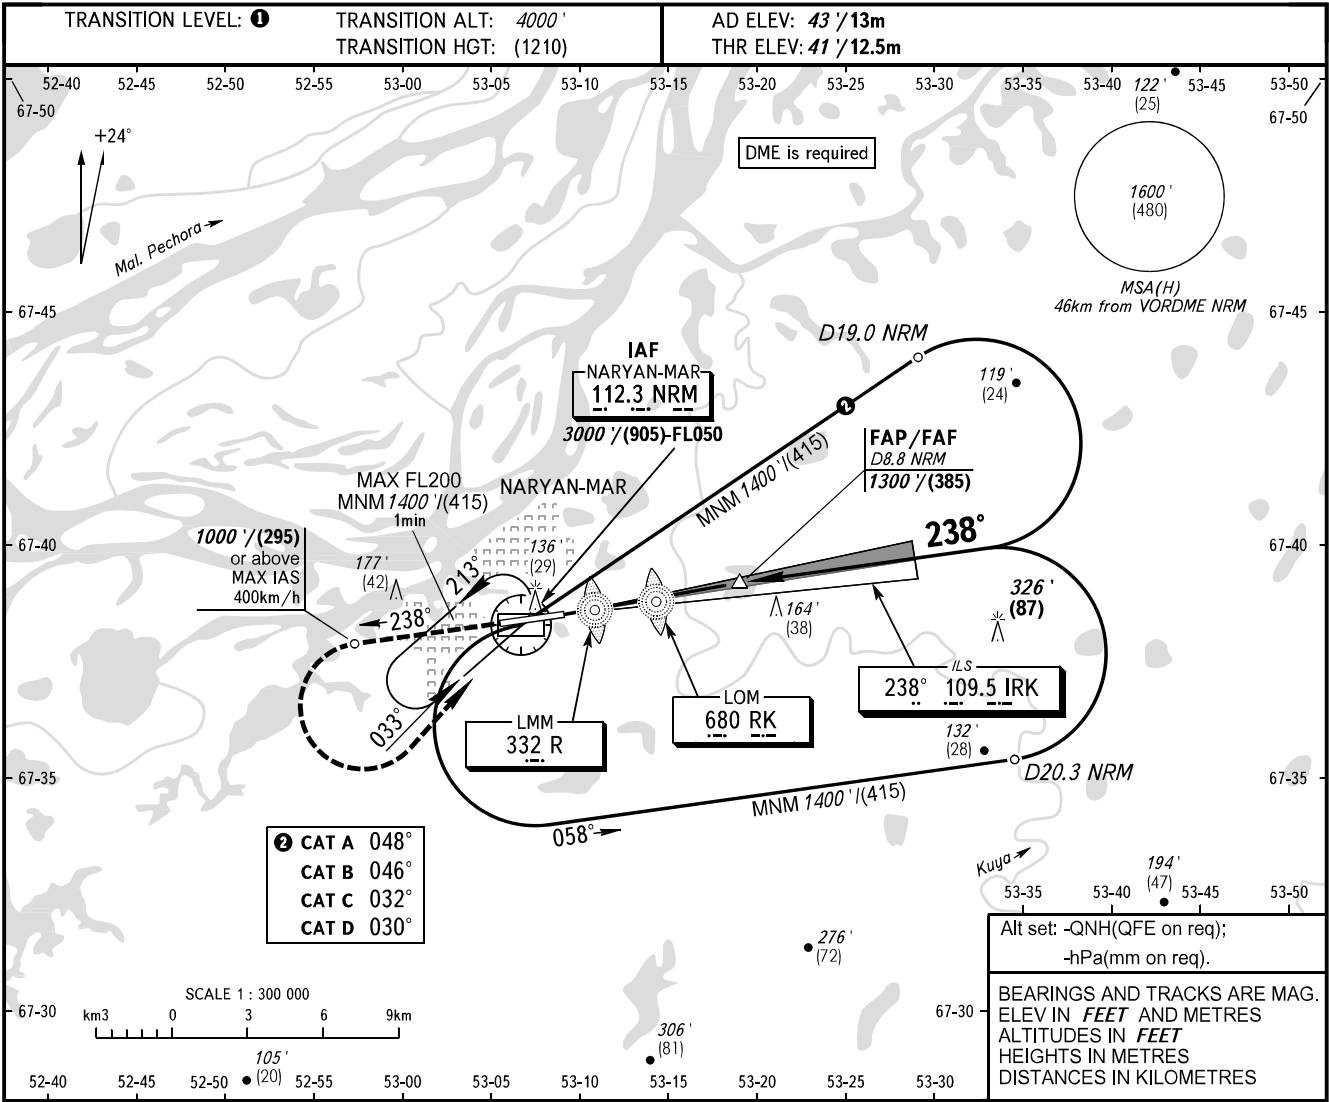 TRANSITION LEVEL: ❶
TRANSITION ALT: 4000 '
TRANSITION HGT: (1210)
AD ELEV: 43 '/13m
THR ELEV: 41 '/12.5m
52-40 52-45 52-50 52-55 53-00 53-05 53-10 53-15 53-20 53-25 53-30 53-35 53-40 53-45 53-50
67-50
67-50
122 '
(25)
+24°
DME is required
1600 '
(480)
Mal. Pechora
MSA(H)
46km from VORDME NRM
67-45
67-45
D19.0 NRM
IAF
NARYAN-MAR
112.3 NRM
3000 '/(905)-FL050
119 '
(24)
❷
FAP/FAF
D8.8 NRM
1300 '/(385)
MNM 1400 '/(415)
MAX FL200
MNM 1400 '/(415)
1min
NARYAN-MAR
1000 '/(295)
or above
MAX IAS
400km/h
177 '
(42)
136 '
(29)
213°
238°
238°
67-40
67-40
326 '
(87)
164 '
(38)
ILS
238° 109.5 IRK
LOM
680 RK
LMM
332 R
033°
132 '
(28)
D20.3 NRM
67-35
67-35
MNM 1400 '/(415)
058°
❷ CAT A 048°
CAT B 046°
CAT C 032°
CAT D 030°
Kuya
194 '
(47)
53-35 53-40 53-45 53-50
276 '
(72)
Alt set: -QNH(QFE on req);
-hPa(mm on req).
SCALE 1 : 300 000
km3 0 3 6 9km
67-30
67-30
306 '
(81)
105 '
(20)
BEARINGS AND TRACKS ARE MAG.
ELEV IN FEET AND METRES
ALTITUDES IN FEET
HEIGHTS IN METRES
DISTANCES IN KILOMETRES
52-40 52-45 52-50 52-55 53-00 53-05 53-10 53-15 53-20 53-25 53-30